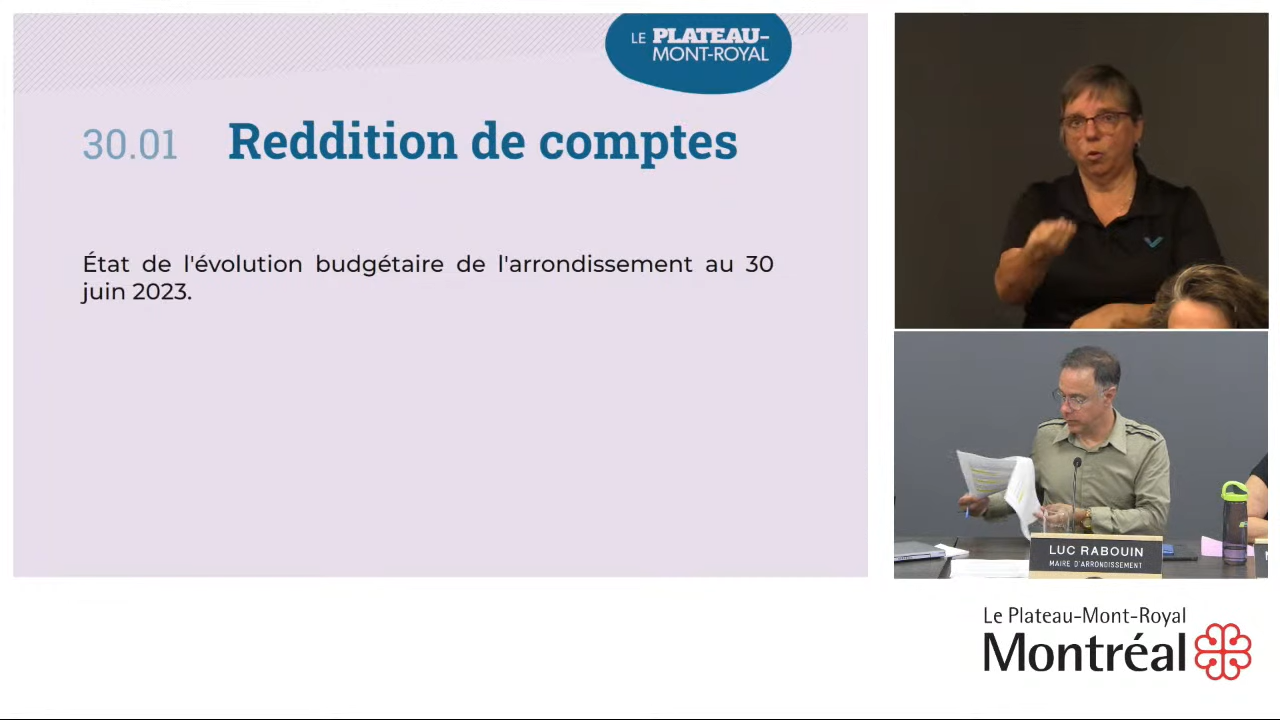 LE PLATEAU-
MONT-ROYAL
30.01 Reddition de comptes
État de l'évolution budgétaire de l'arrondissement au 30
juin 2023.
LUC RABOUIN
MAIRE D'ARRONDISSEMENT
Le Plateau-Mont-Royal
Montréal